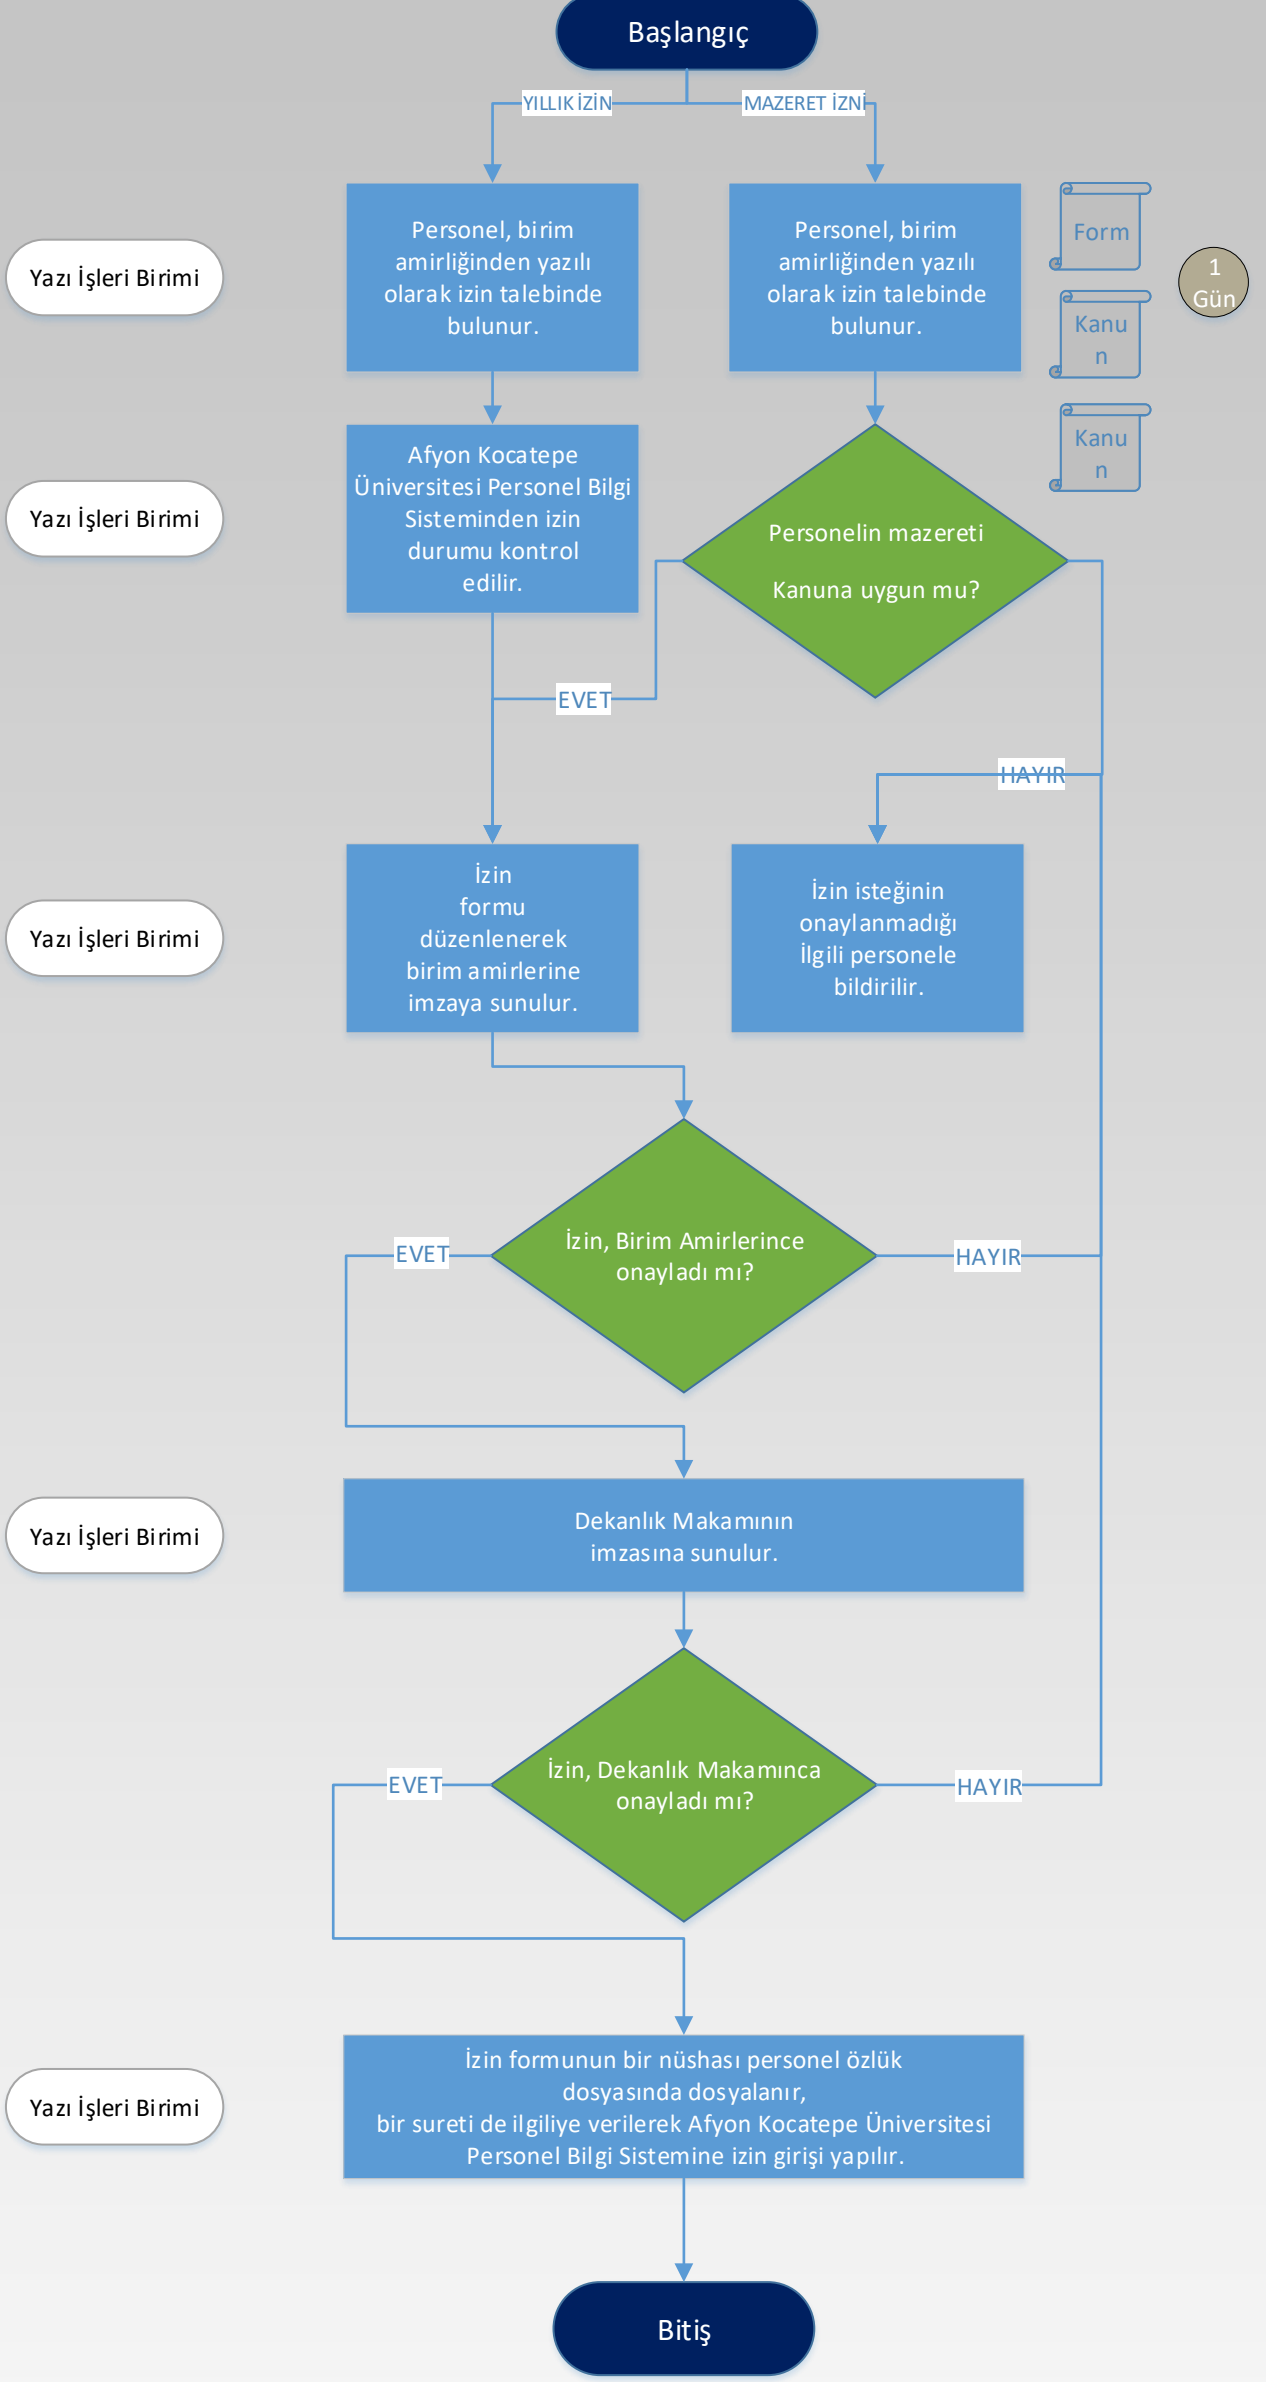 Başlangıç
YILLIK İZİN
MAZERET İZNİ
Yazı İşleri Birimi
Personel, birim
amirliğinden yazılı
olarak izin talebinde
bulunur.
Personel, birim
amirliğinden yazılı
olarak izin talebinde
bulunur.
Form
Kanu
n
1
Gün
Yazı İşleri Birimi
Afyon Kocatepe
Üniversitesi Personel Bilgi
Sisteminden izin
durumu kontrol
edilir.
Personelin mazereti
Kanuna uygun mu?
Kanu
n
EVET
HAYIR
Yazı İşleri Birimi
İzin
formu
düzenlenerek
birim amirlerine
imzaya sunulur.
İzin isteğinin
onaylanmadığı
İlgili personele
bildirilir.
İzin, Birim Amirlerince
onayladı mı?
EVET
HAYIR
Yazı İşleri Birimi
Dekanlık Makamının
imzasına sunulur.
İzin, Dekanlık Makamınca
onayladı mı?
EVET
HAYIR
Yazı İşleri Birimi
İzin formunun bir nüshası personel özlük
dosyasında dosyalanır,
bir sureti de ilgiliye verilerek Afyon Kocatepe Üniversitesi
Personel Bilgi Sistemine izin girişi yapılır.
Bitiş